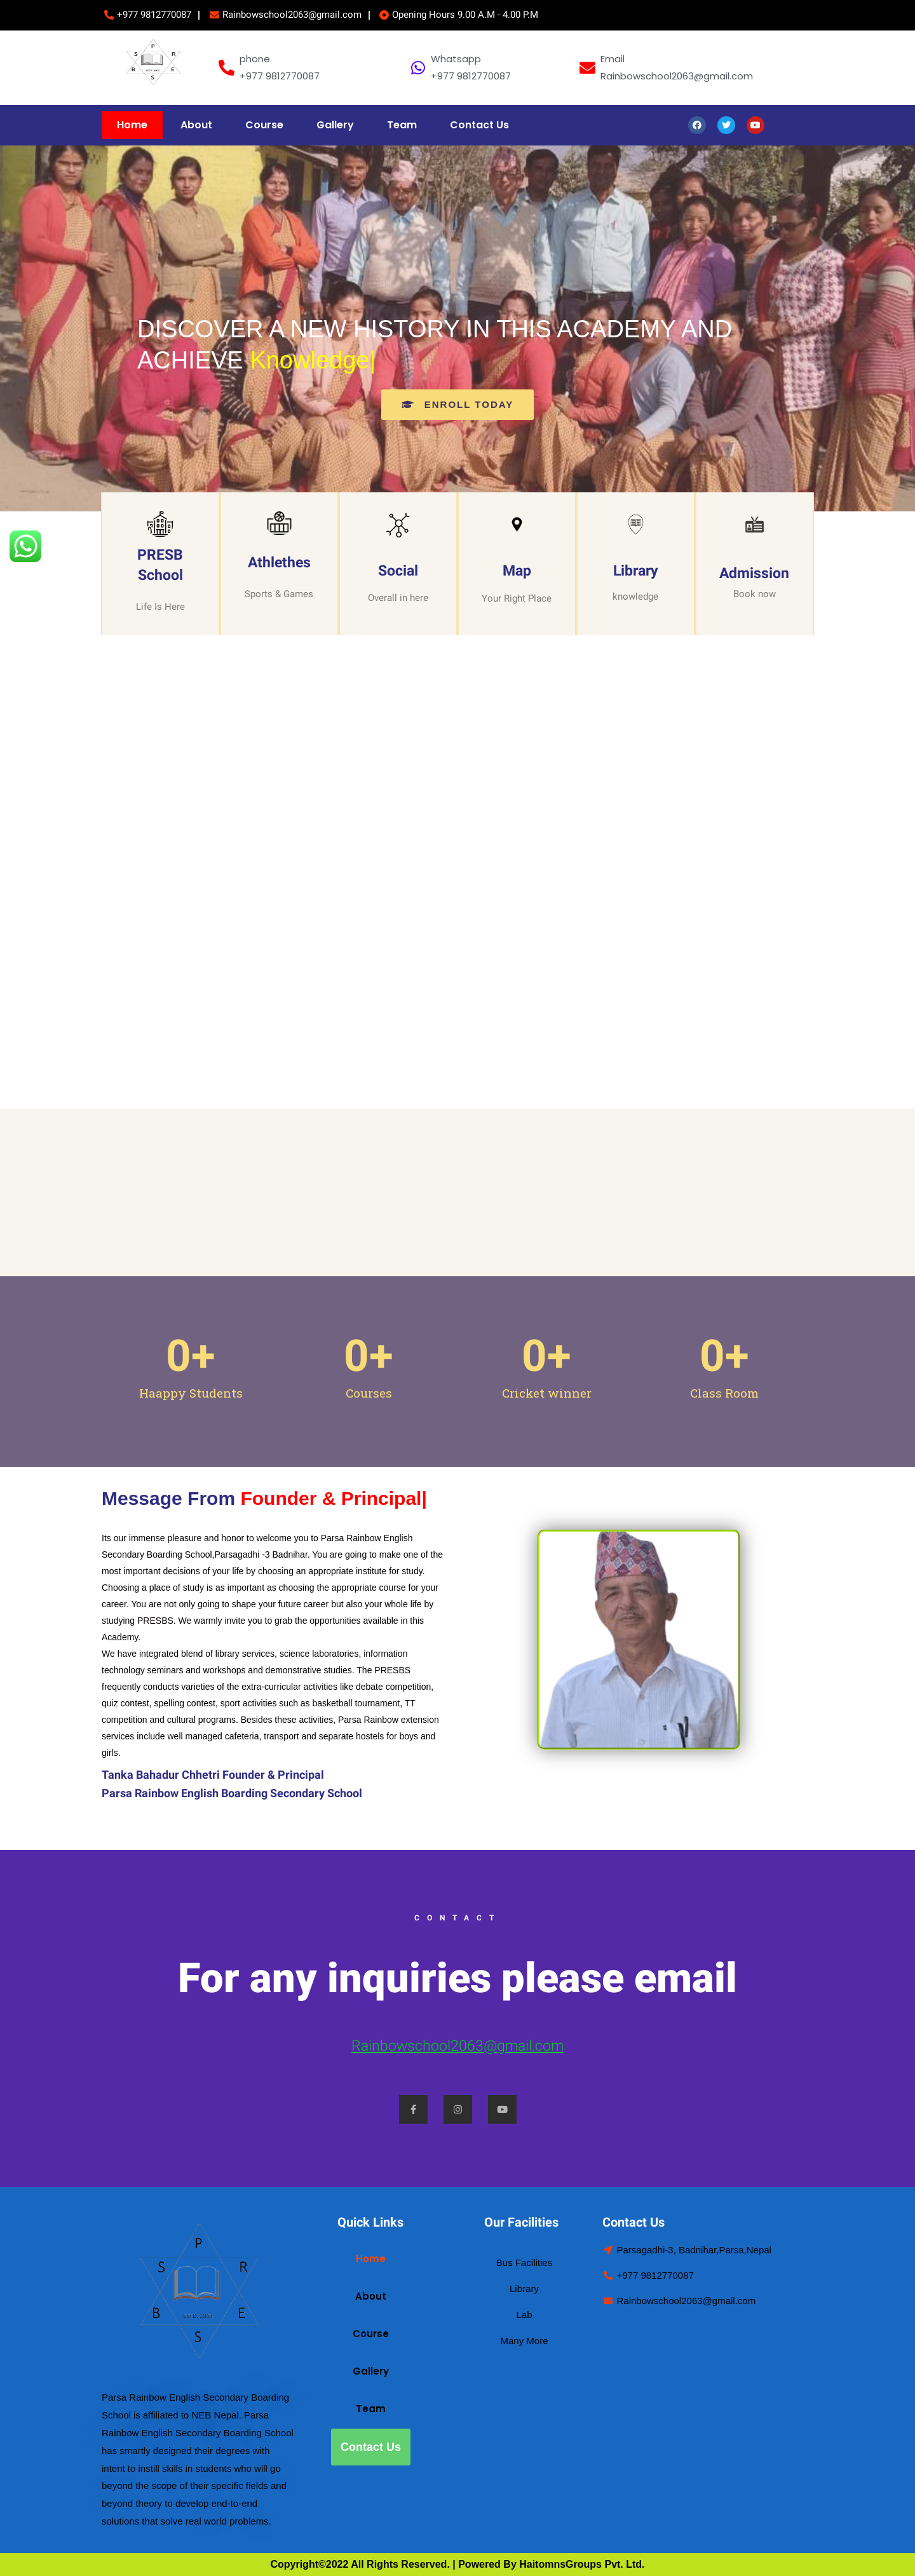 +977 9812770087 | Rainbowschool2063@gmail.com | Opening Hours 9.00 A.M - 4.00 P.M
P
S R
B E
S
phone
+977 9812770087
Whatsapp
+977 9812770087
Email
Rainbowschool2063@gmail.com
Home About Course Gallery Team Contact Us
DISCOVER A NEW HISTORY IN THIS ACADEMY AND
ACHIEVE Knowledge|
ENROLL TODAY
PRESB
School
Life Is Here
Athlethes
Sports & Games
Social
Overall in here
Map
Your Right Place
Library
knowledge
Admission
Book now
0+ 0+ 0+ 0+
Haappy Students Courses Cricket winner Class Room
Message From Founder & Principal|
Its our immense pleasure and honor to welcome you to Parsa Rainbow English
Secondary Boarding School,Parsagadhi -3 Badnihar. You are going to make one of the
most important decisions of your life by choosing an appropriate institute for study.
Choosing a place of study is as important as choosing the appropriate course for your
career. You are not only going to shape your future career but also your whole life by
studying PRESBS. We warmly invite you to grab the opportunities available in this
Academy.
We have integrated blend of library services, science laboratories, information
technology seminars and workshops and demonstrative studies. The PRESBS
frequently conducts varieties of the extra-curricular activities like debate competition,
quiz contest, spelling contest, sport activities such as basketball tournament, TT
competition and cultural programs. Besides these activities, Parsa Rainbow extension
services include well managed cafeteria, transport and separate hostels for boys and
girls.
Tanka Bahadur Chhetri Founder & Principal
Parsa Rainbow English Boarding Secondary School
CONTACT
For any inquiries please email
Rainbowschool2063@gmail.com
P
S R
B E
S
Parsa Rainbow English Secondary Boarding
School is affiliated to NEB Nepal. Parsa
Rainbow English Secondary Boarding School
has smartly designed their degrees with
intent to instill skills in students who will go
beyond the scope of their specific fields and
beyond theory to develop end-to-end
solutions that solve real world problems.
Quick Links
Home
About
Course
Gallery
Team
Contact Us
Our Facilities
Bus Facilities
Library
Lab
Many More
Contact Us
Parsagadhi-3, Badnihar,Parsa,Nepal
+977 9812770087
Rainbowschool2063@gmail.com
Copyright©2022 All Rights Reserved. | Powered By HaitomnsGroups Pvt. Ltd.